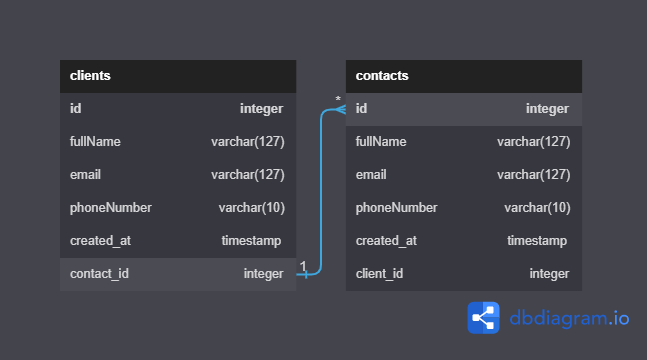 clients
id integer
fullName varchar(127)
email varchar(127)
phoneNumber varchar(10)
created_at timestamp
contact_id integer
1
*
contacts
id integer
fullName varchar(127)
email varchar(127)
phoneNumber varchar(10)
created_at timestamp
client_id integer
dbdiagram.io